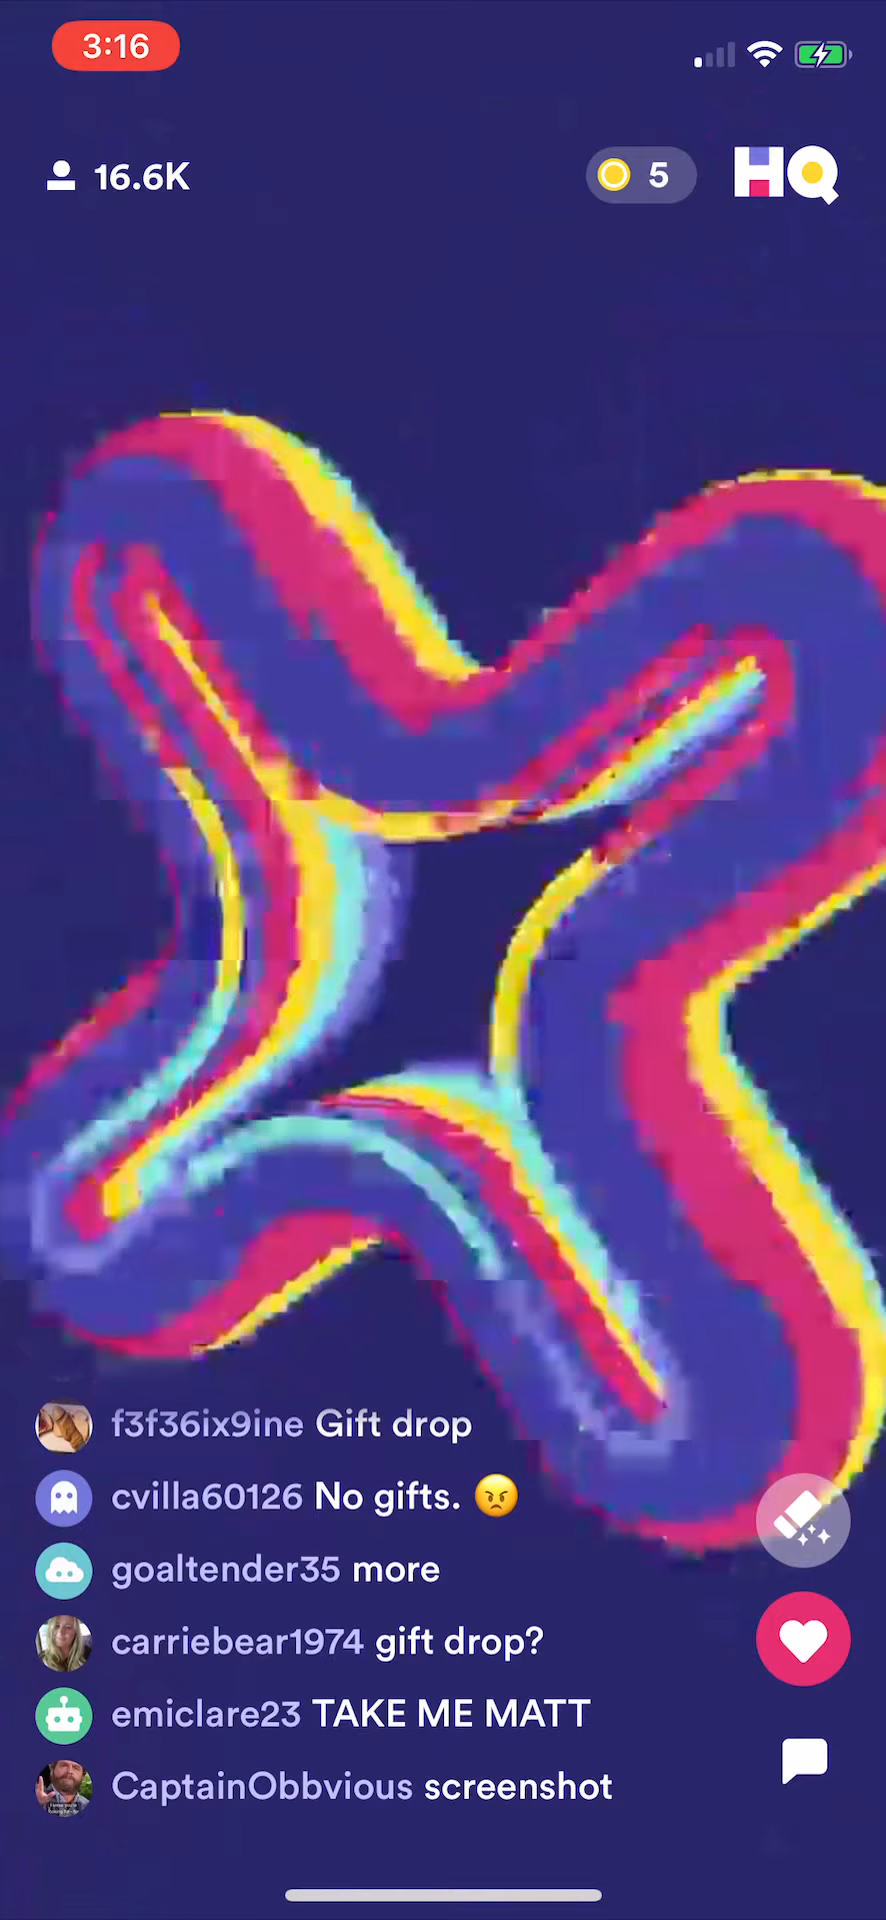 3:16
16.6K
5
HQ
f3f36ix9ine Gift drop
cvilla60126 No gifts. 😠
goaltender35 more
carriebear1974 gift drop?
emiclare23 TAKE ME MATT
CaptainObbvious screenshot